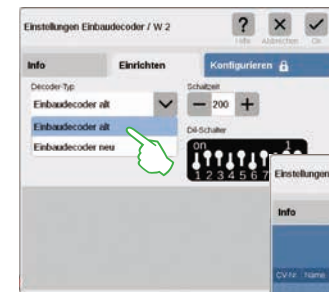 Einstellungen Einbaudecoder / W 2
? Hilfe
Abbrechen
Ok
Info
Einrichten
Konfigurieren
Decoder-Typ
Schaltzeit
Einbaudecoder alt
200
Einbaudecoder alt
Dil-Schalter
Einbaudecoder neu
on 1
1 2 3 4 5 6 7
Einstellungen
Info
CV-Nr. Name